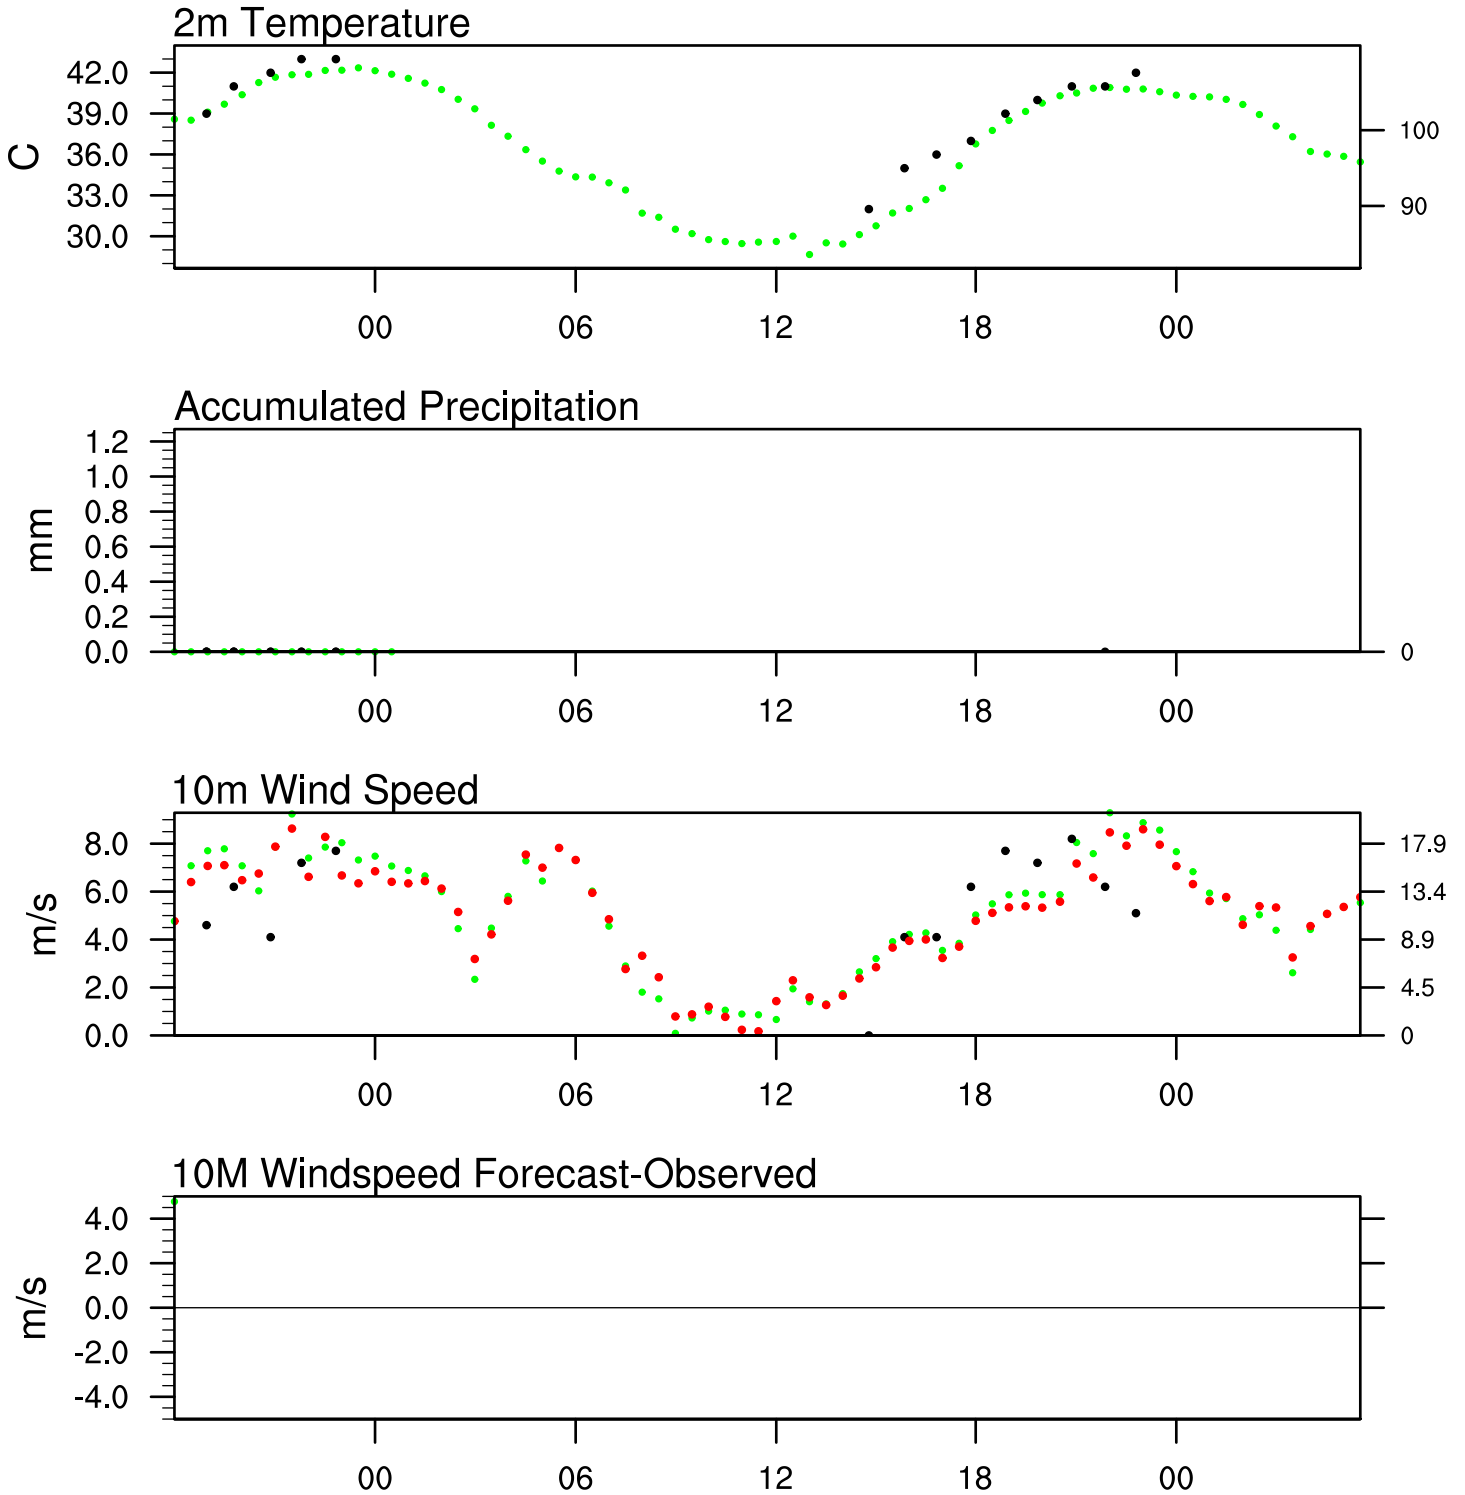 2m Temperature
42.0
39.0
36.0
33.0
30.0
C
100
90
00 06 12 18 00
Accumulated Precipitation
1.2
1.0
0.8
0.6
0.4
0.2
0.0
mm
0
00 06 12 18 00
10m Wind Speed
8.0
6.0
4.0
2.0
0.0
m/s
17.9
13.4
8.9
4.5
0
00 06 12 18 00
10M Windspeed Forecast-Observed
4.0
2.0
0.0
-2.0
-4.0
m/s
00 06 12 18 00